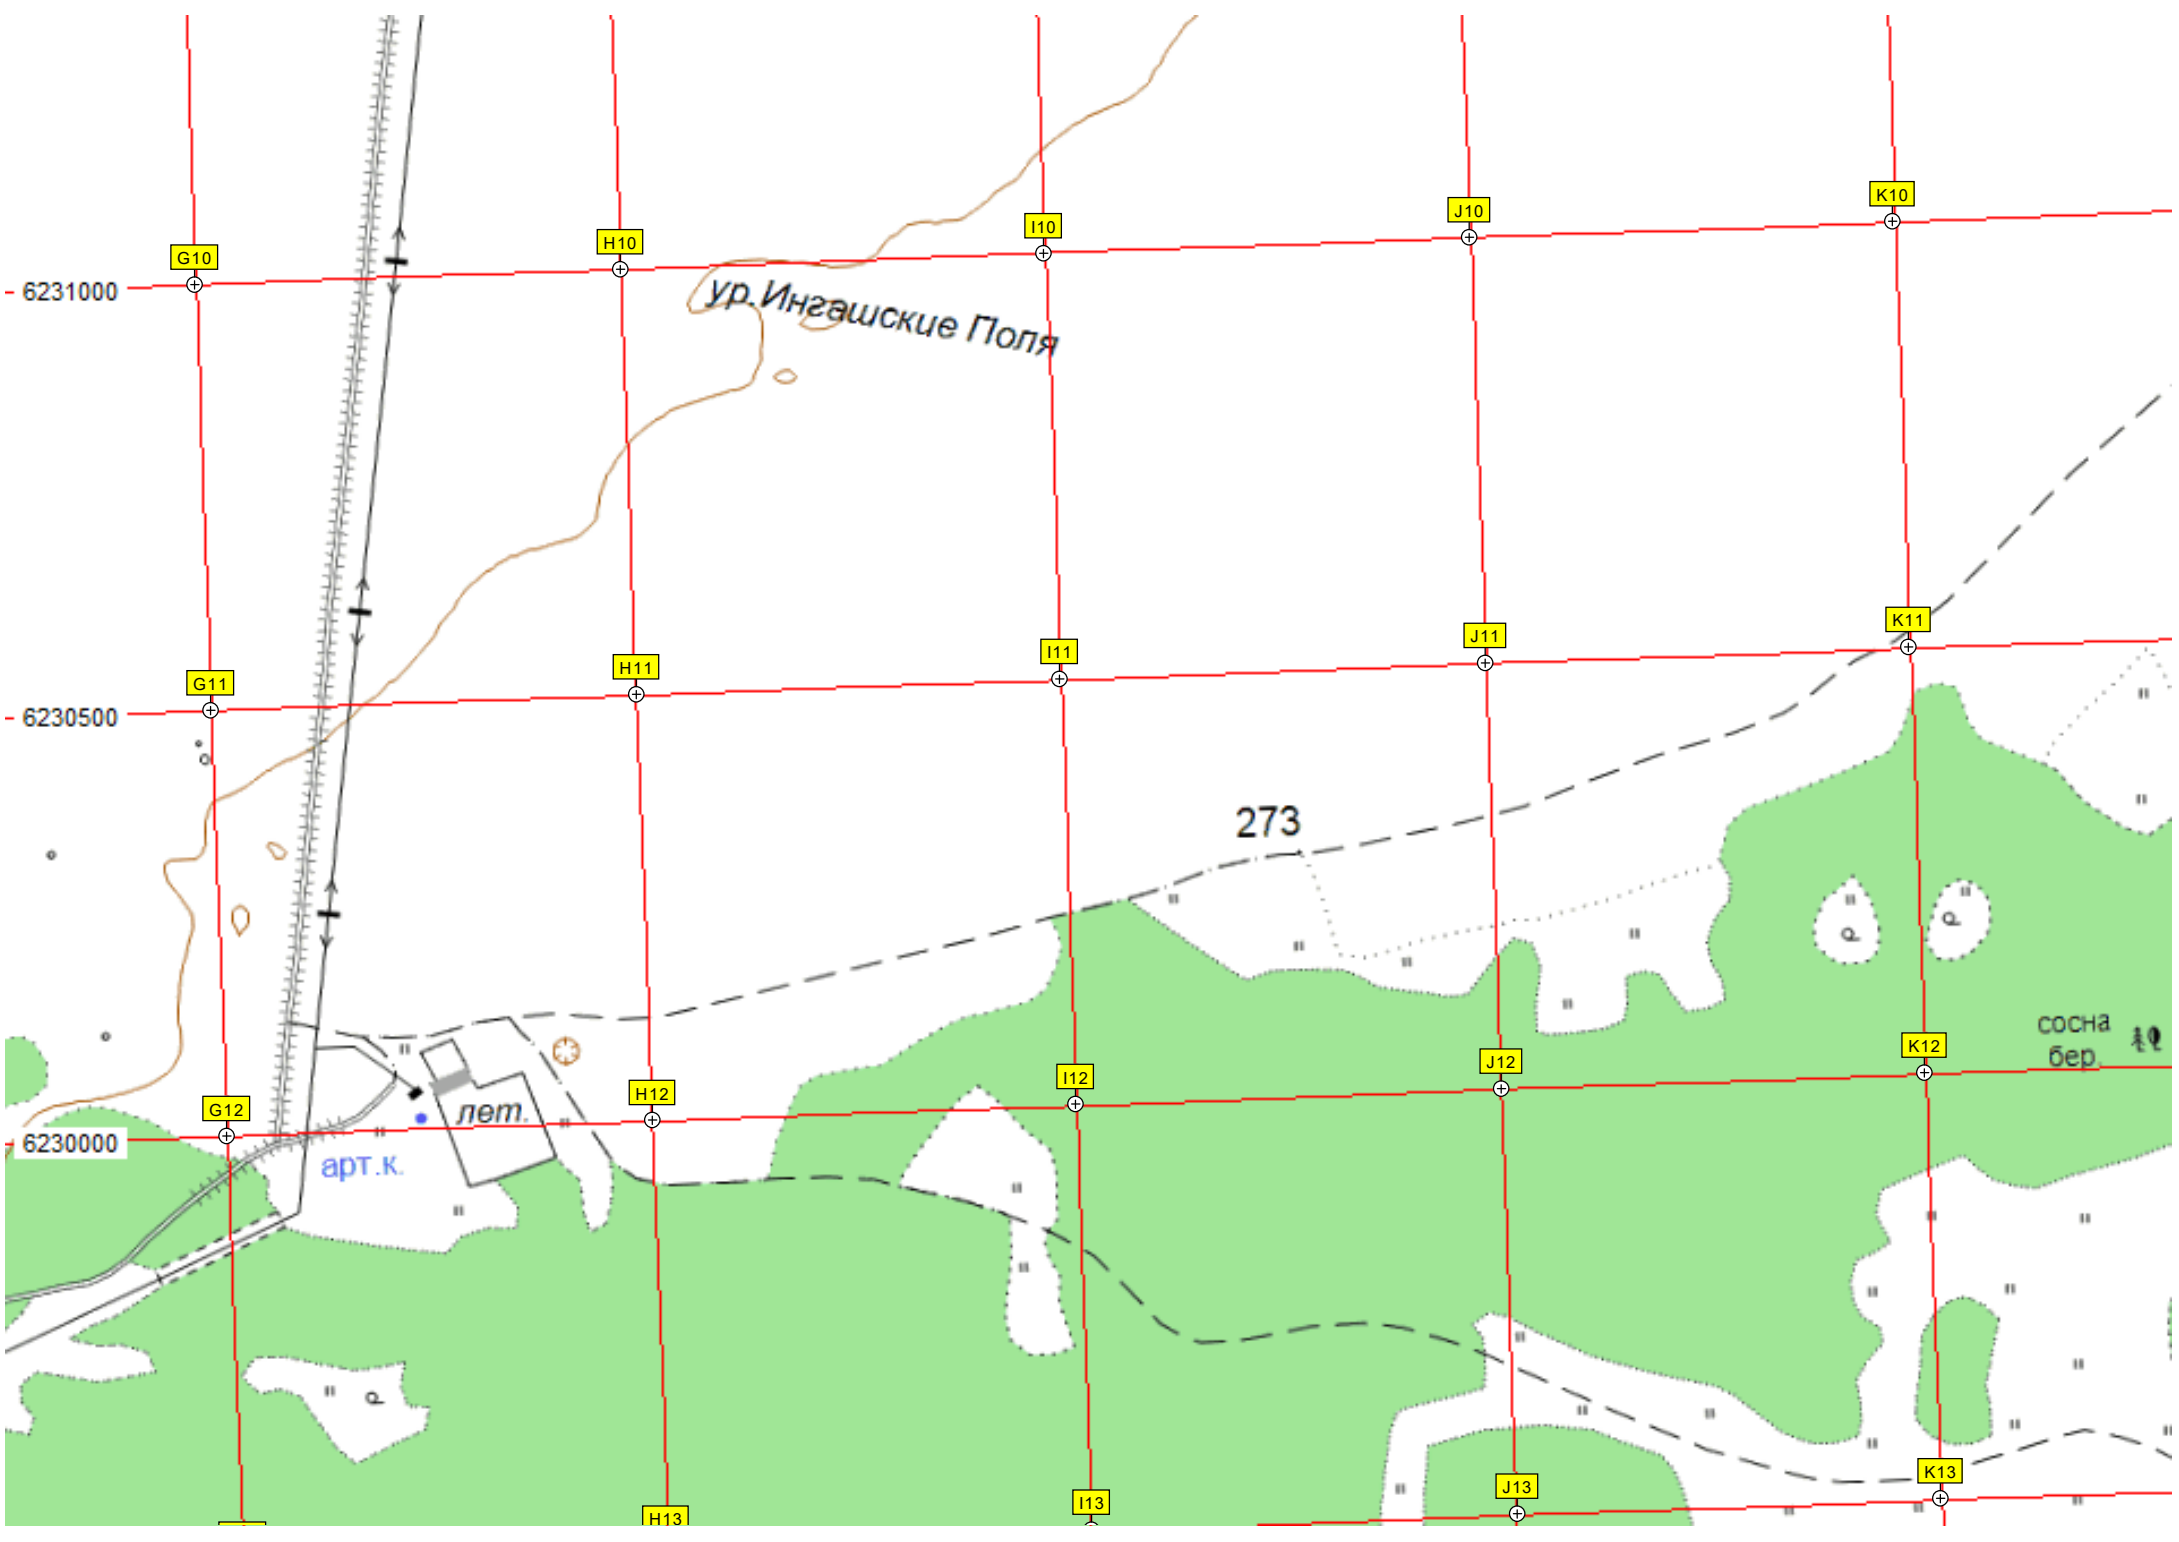 K10
J10
I10
H10
G10
6231000
ур.Ингашские Поля
K11
J11
I11
H11
G11
6230500
273
сосна
бер.
K12
J12
I12
H12
G12
лет.
6230000
арт.к.
K13
J13
I13
H13